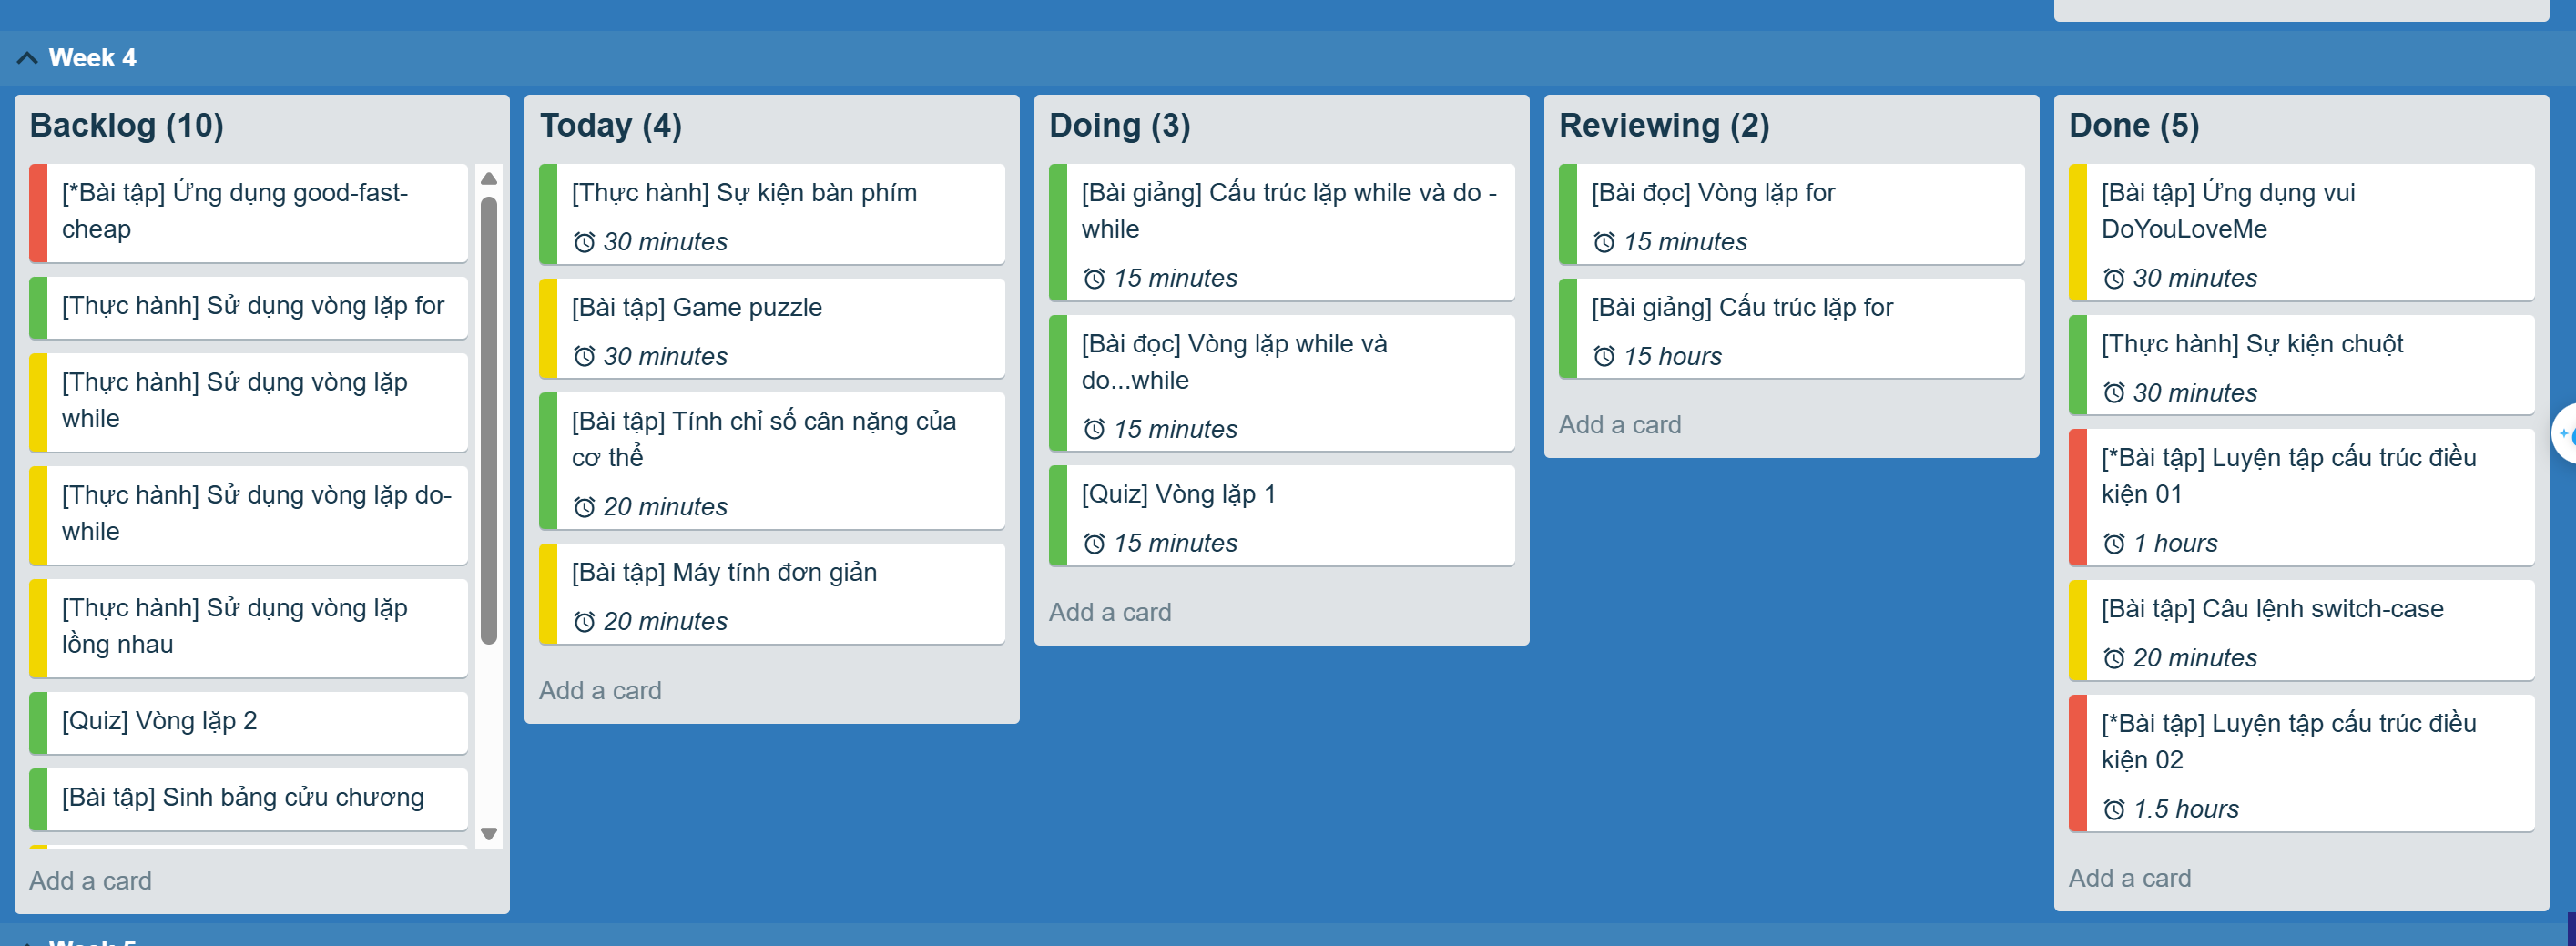 Week 4
Backlog (10)
[*Bài tập] Ứng dụng good-fast-
cheap
[Thực hành] Sử dụng vòng lặp for
[Thực hành] Sử dụng vòng lặp
while
[Thực hành] Sử dụng vòng lặp do-
while
[Thực hành] Sử dụng vòng lặp
lồng nhau
[Quiz] Vòng lặp 2
[Bài tập] Sinh bảng cửu chương
Add a card
Today (4)
[Thực hành] Sự kiện bàn phím
30 minutes
[Bài tập] Game puzzle
30 minutes
[Bài tập] Tính chỉ số cân nặng của
cơ thể
20 minutes
[Bài tập] Máy tính đơn giản
20 minutes
Add a card
Doing (3)
[Bài giảng] Cấu trúc lặp while và do -
while
15 minutes
[Bài đọc] Vòng lặp while và
do...while
15 minutes
[Quiz] Vòng lặp 1
15 minutes
Add a card
Reviewing (2)
[Bài đọc] Vòng lặp for
15 minutes
[Bài giảng] Cấu trúc lặp for
15 hours
Add a card
Done (5)
[Bài tập] Ứng dụng vui
DoYouLoveMe
30 minutes
[Thực hành] Sự kiện chuột
30 minutes
[*Bài tập] Luyện tập cấu trúc điều
kiện 01
1 hours
[Bài tập] Câu lệnh switch-case
20 minutes
[*Bài tập] Luyện tập cấu trúc điều
kiện 02
1.5 hours
Add a card
Week 5